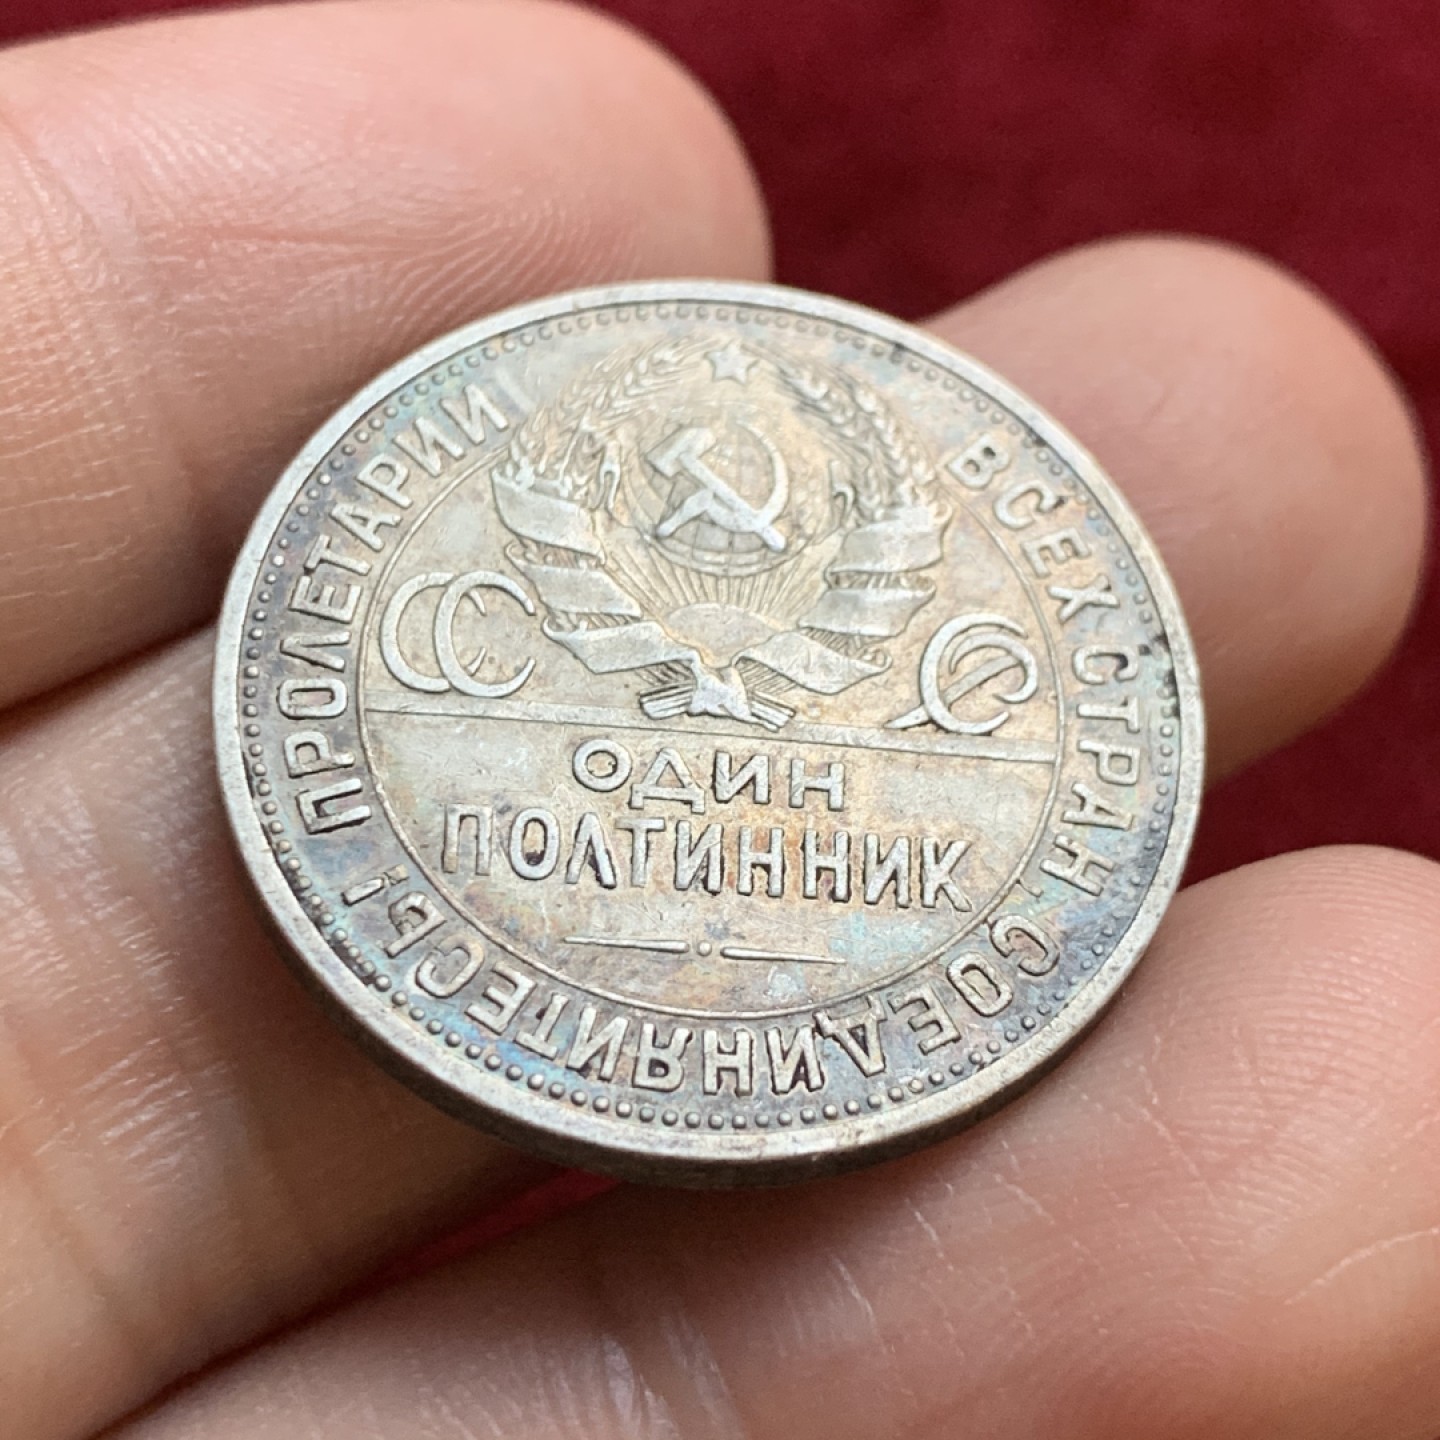 ПРОЛЕТАРИИ ВСЕХ СТРАН, СОЕДИНЯЙТЕСЬ!
СС СР
ОДИН
ПОЛТИННИК